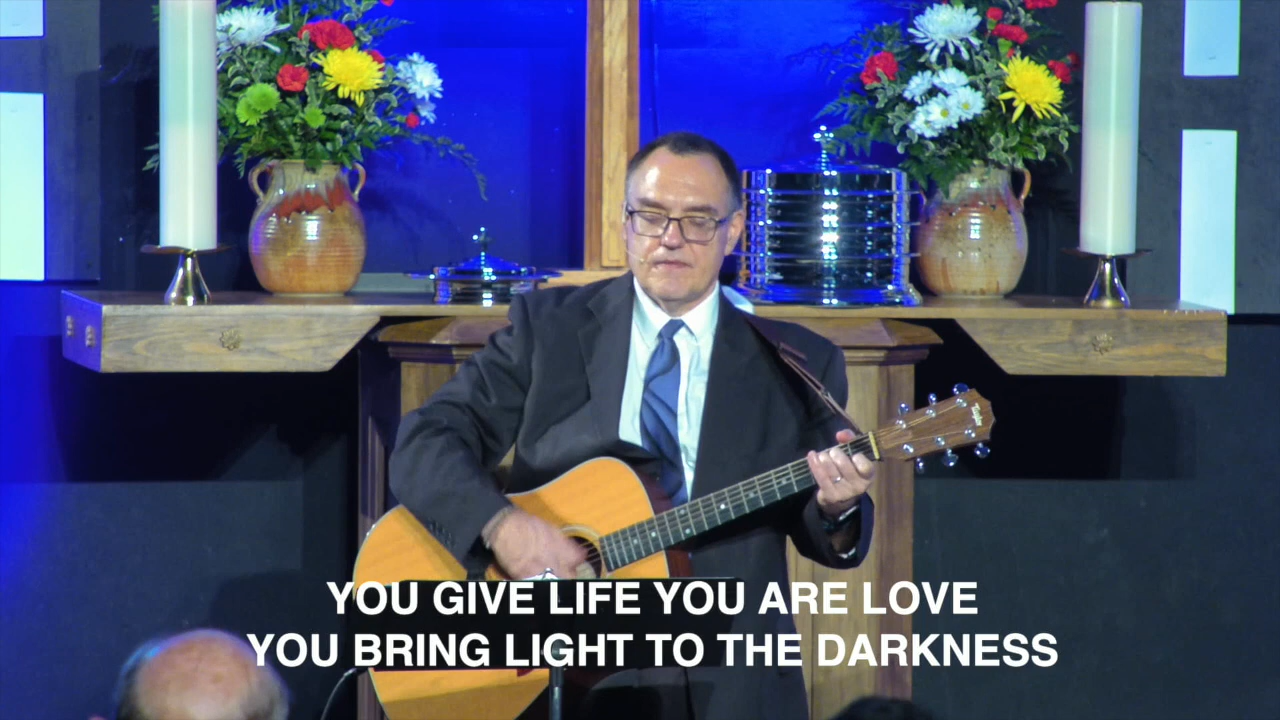 YOU GIVE LIFE YOU ARE LOVE
YOU BRING LIGHT TO THE DARKNESS